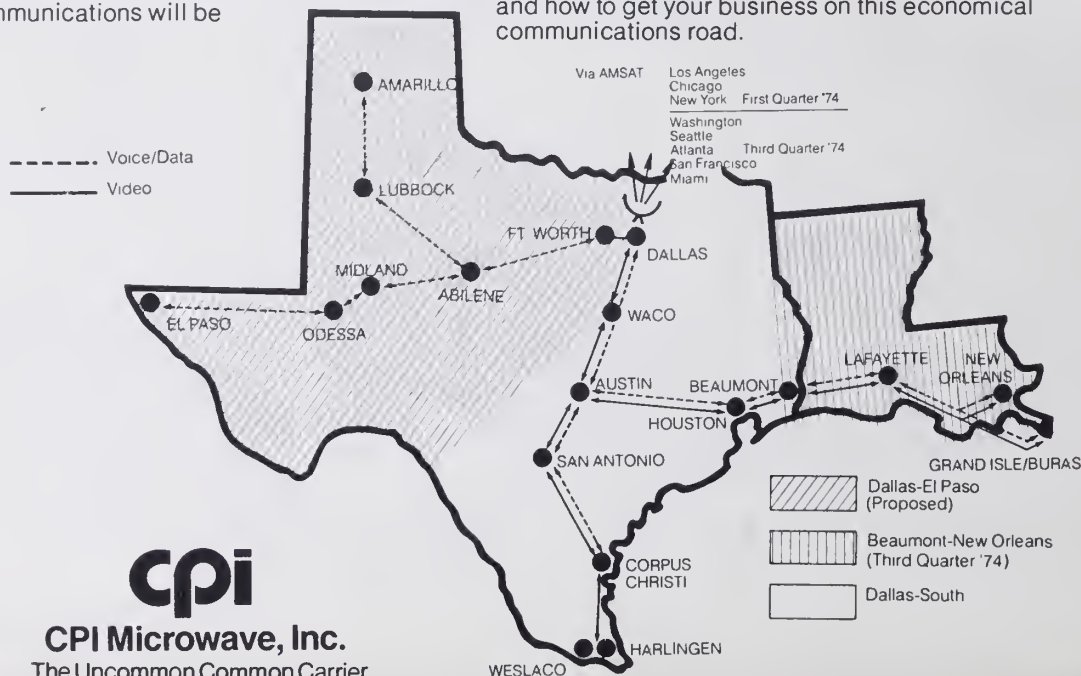 mmunications will be
and how to get your business on this economical
communications road.
Via AMSAT
Los Angeles
Chicago
New York First Quarter '74
Washington
Seattle
Atlanta Third Quarter '74
San Francisco
Miami
Voice/Data
Video
AMARILLO
LUBBOCK
FT WORTH
DALLAS
MIDLAND
ABILENE
EL PASO
ODESSA
WACO
AUSTIN
BEAUMONT
HOUSTON
LAFAYETTE
NEW
ORLEANS
SAN ANTONIO
GRAND ISLE/BURAS
CORPUS
CHRISTI
HARLINGEN
WESLACO
Dallas-El Paso
(Proposed)
Beaumont-New Orleans
(Third Quarter '74)
Dallas-South
cpi
CPI Microwave, Inc.
The Uncommon Common Carrier